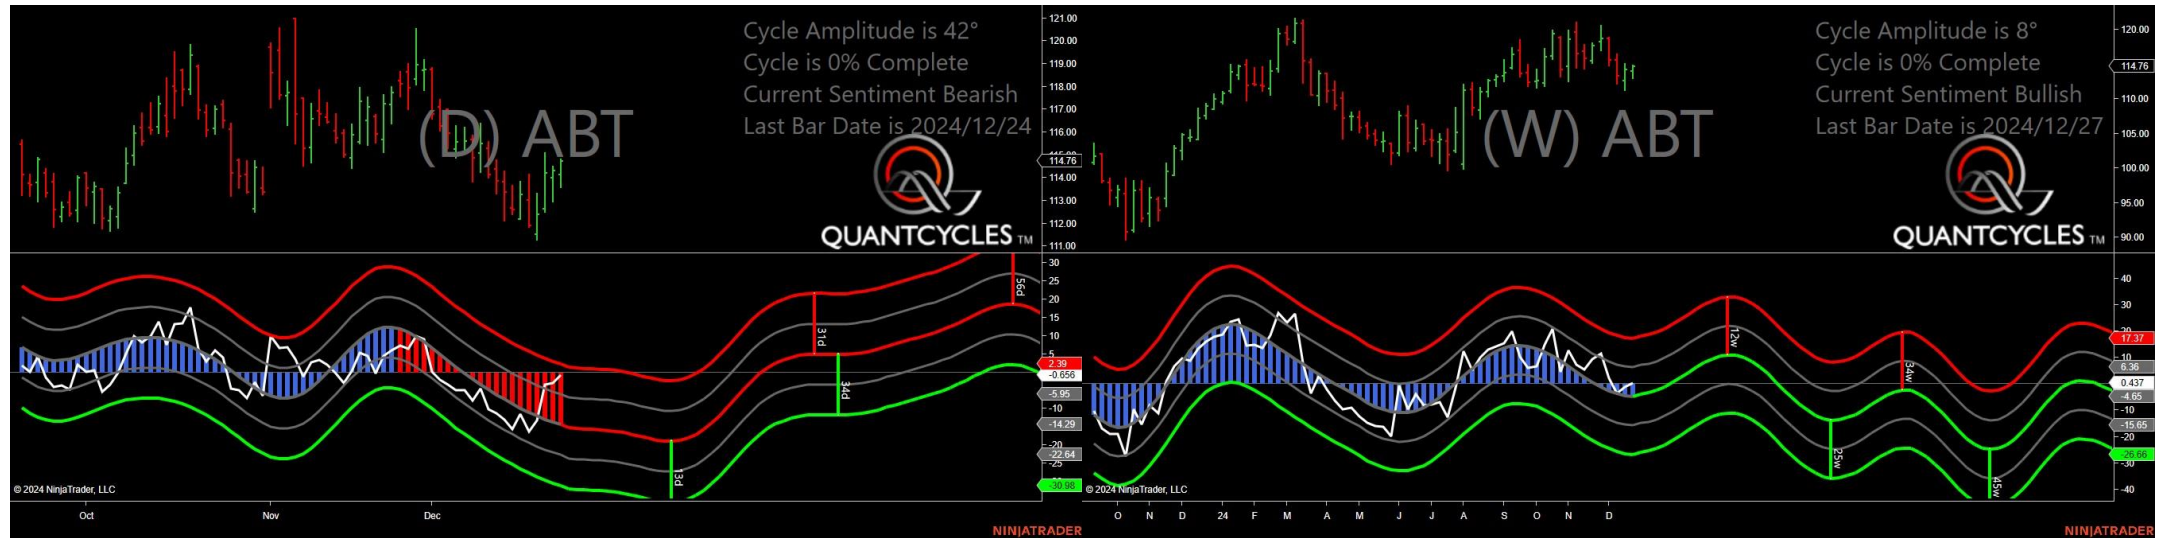 Cycle Amplitude is 42°
Cycle is 0% Complete
Current Sentiment Bearish
Last Bar Date is 2024/12/24
(D) ABT
QUANTCYCLES TM
121.00
120.00
119.00
118.00
117.00
116.00
114.76
114.00
113.00
112.00
111.00
30
25
20
15
10
5
2.39
-0.656
-5.95
-10
-14.29
-20
-22.64
-25
-30.98
13d
31d
34d
56d
© 2024 NinjaTrader, LLC
Oct Nov Dec
NINJATRADER
Cycle Amplitude is 8°
Cycle is 0% Complete
Current Sentiment Bullish
Last Bar Date is 2024/12/27
(W) ABT
QUANTCYCLES TM
120.00
114.76
110.00
105.00
100.00
95.00
90.00
40
30
17.37
10
6.36
0.437
-4.65
-10
-15.65
-20
-26.66
-30
-40
12w
25w
34w
45w
© 2024 NinjaTrader, LLC
O N D 24 F M A M J J A S O N D
NINJATRADER